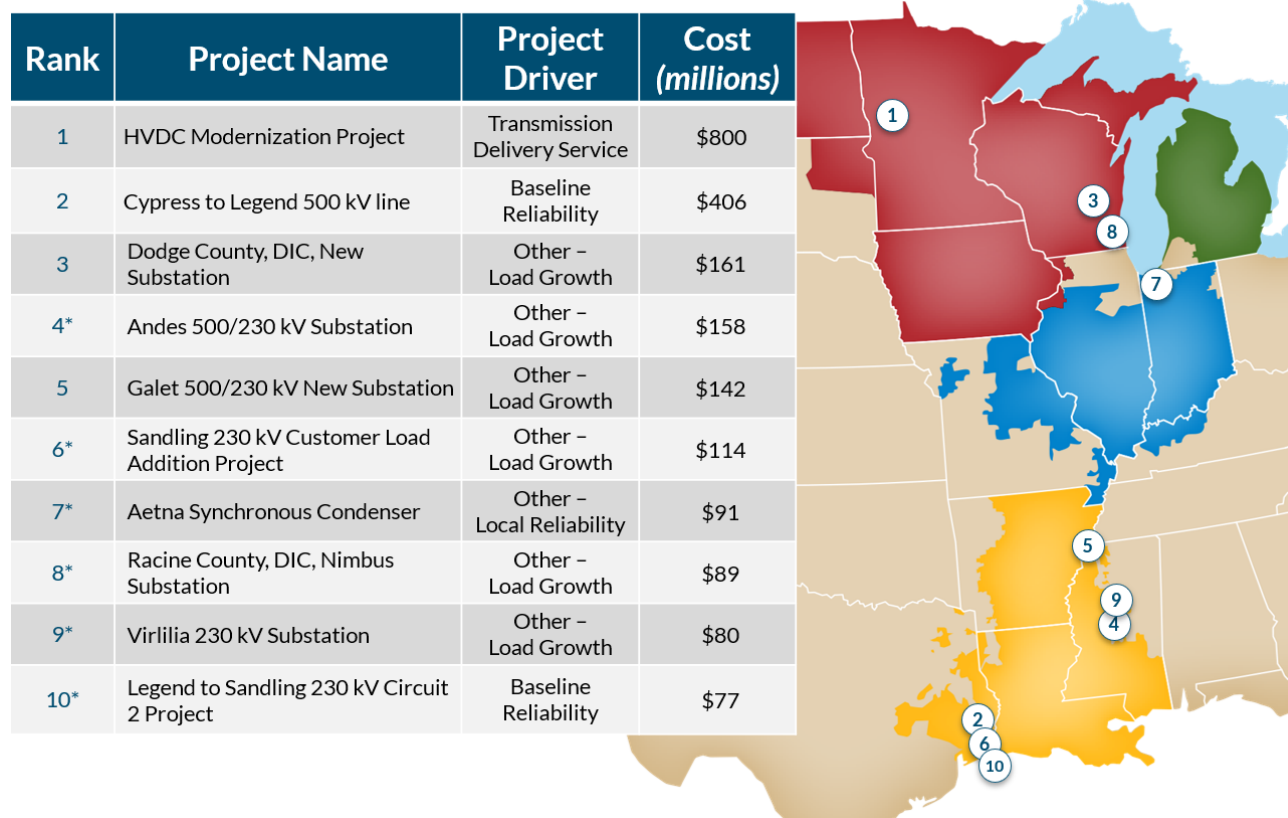 Rank Project Name Project Driver Cost (millions)
1 HVDC Modernization Project Transmission Delivery Service $800
2 Cypress to Legend 500 kV line Baseline Reliability $406
3 Dodge County, DIC, New Substation Other – Load Growth $161
4* Andes 500/230 kV Substation Other – Load Growth $158
5 Galet 500/230 kV New Substation Other – Load Growth $142
6* Sandling 230 kV Customer Load Addition Project Other – Load Growth $114
7* Aetna Synchronous Condenser Other – Local Reliability $91
8* Racine County, DIC, Nimbus Substation Other – Load Growth $89
9* Virlilia 230 kV Substation Other – Load Growth $80
10* Legend to Sandling 230 kV Circuit 2 Project Baseline Reliability $77
1
3
8
7
5
9
4
2
6
10